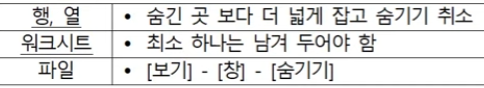 행, 열 • 숨긴 곳 보다 더 넓게 잡고 숨기기 취소
워크시트 • 최소 하나는 남겨 두어야 함
파일 • [보기] - [창] - [숨기기]